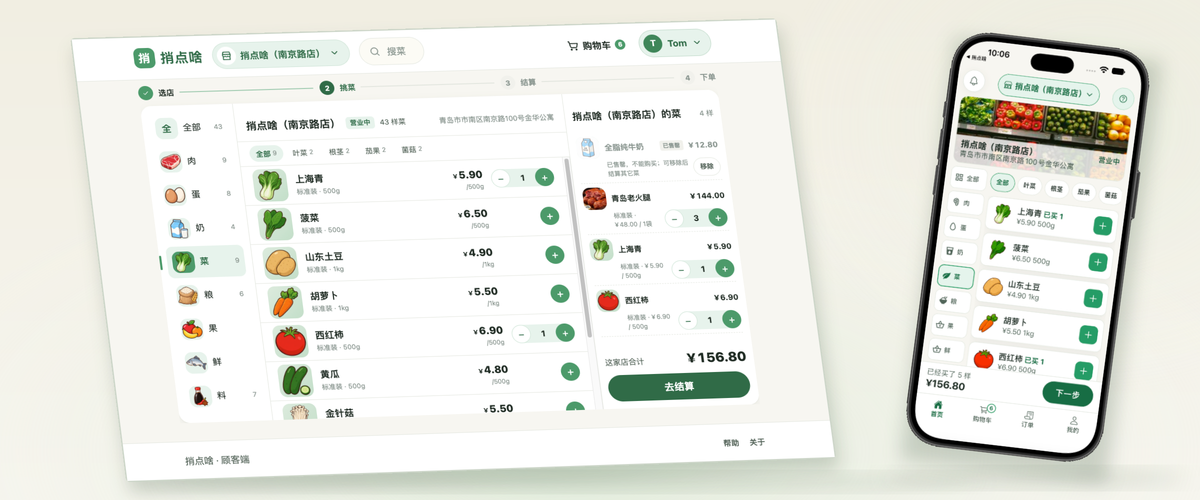 捎 捎点啥 捎点啥（南京路店） 搜菜 购物车 6 T Tom
选店 2 挑菜 3 结算 4 下单
全 全部 43
肉 9
蛋 8
奶 4
菜 9
粮 6
果
鲜
料 7
捎点啥（南京路店） 营业中 43 样菜 青岛市市南区南京路100号金华公寓
全部 9 叶菜 2 根茎 2 茄果 2 菌菇 2
上海青 ¥5.90 − 1 +
标准装 · 500g /500g
菠菜 ¥6.50 +
标准装 · 500g /500g
山东土豆 ¥4.90 +
标准装 · 1kg /1kg
胡萝卜 ¥5.50 +
标准装 · 1kg /1kg
西红柿 ¥6.90 − 1 +
标准装 · 500g /500g
黄瓜 ¥4.80 +
标准装 · 500g /500g
金针菇 ¥5.50
捎点啥（南京路店）的菜 4 样
全脂纯牛奶 已售罄 ¥12.80
已售罄，不能购买；可移除后结算其它菜 移除
青岛老火腿 ¥144.00
标准装 ·
¥48.00 / 1袋 − 3 +
上海青 ¥5.90
标准装 · ¥5.90
/ 500g − 1 +
西红柿 ¥6.90
标准装 · ¥6.90
/ 500g − 1 +
这家店合计 ¥156.80
去结算
捎点啥 · 顾客端 帮助 关于
10:06
捎点啥（南京路店）
捎点啥（南京路店）
青岛市市南区南京路100号金华公寓 营业中
全部 肉 蛋 奶 菜 粮 果 鲜
全部 叶菜 根茎 茄果 菌菇
上海青 已买 1
¥5.90 500g
菠菜
¥6.50 500g
山东土豆
¥4.90 1kg
胡萝卜
¥5.50 1kg
西红柿 已买 1
¥6.90 500g
已经买了 5 样
¥156.80 下一步
首页 购物车 6 订单 我的